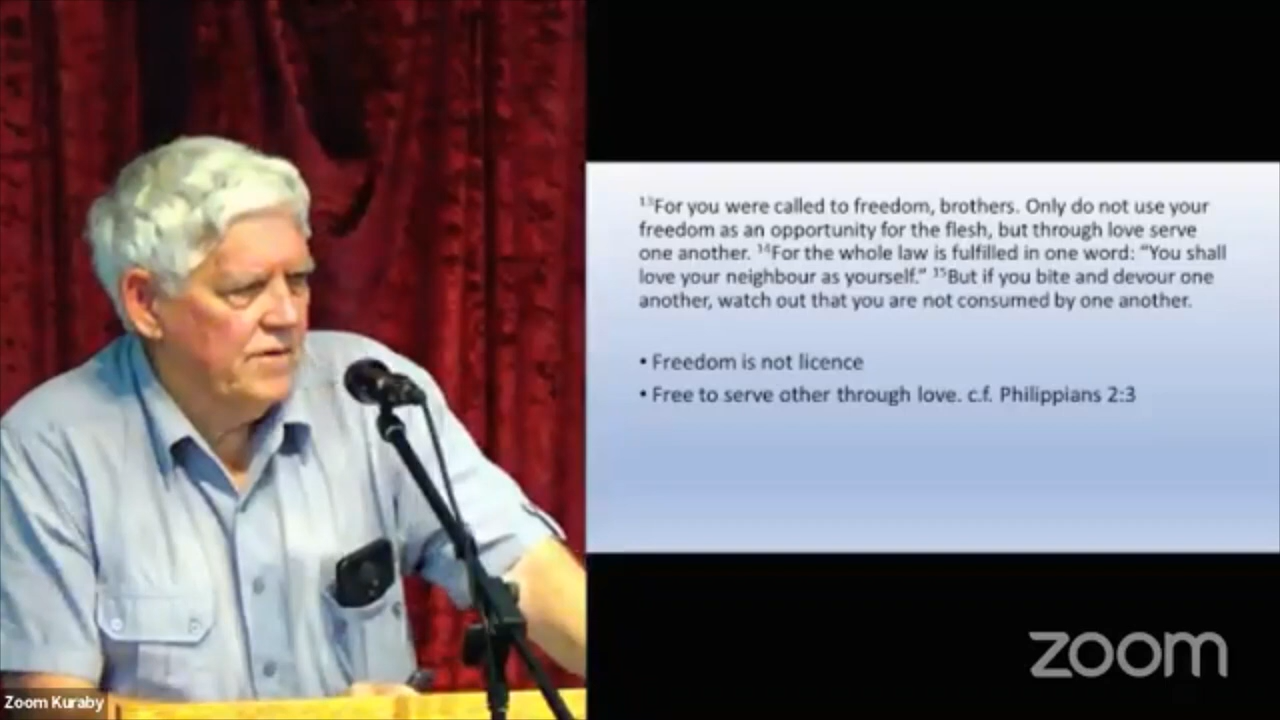 ¹³For you were called to freedom, brothers. Only do not use your
freedom as an opportunity for the flesh, but through love serve
one another. ¹⁴For the whole law is fulfilled in one word: “You shall
love your neighbour as yourself.” ¹⁵But if you bite and devour one
another, watch out that you are not consumed by one another.
• Freedom is not licence
• Free to serve other through love. c.f. Philippians 2:3
zoom
Zoom Kuraby